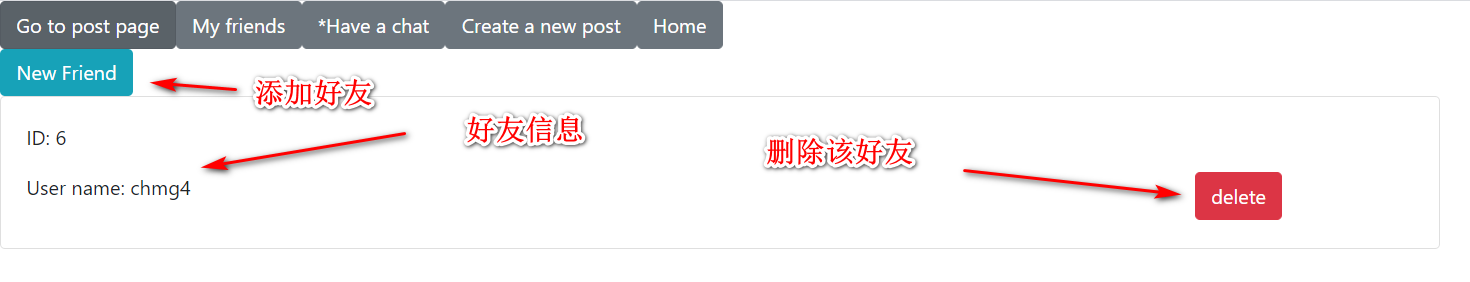 Go to post page My friends *Have a chat Create a new post Home
New Friend
添加好友
好友信息
ID: 6
删除该好友
User name: chmg4
delete